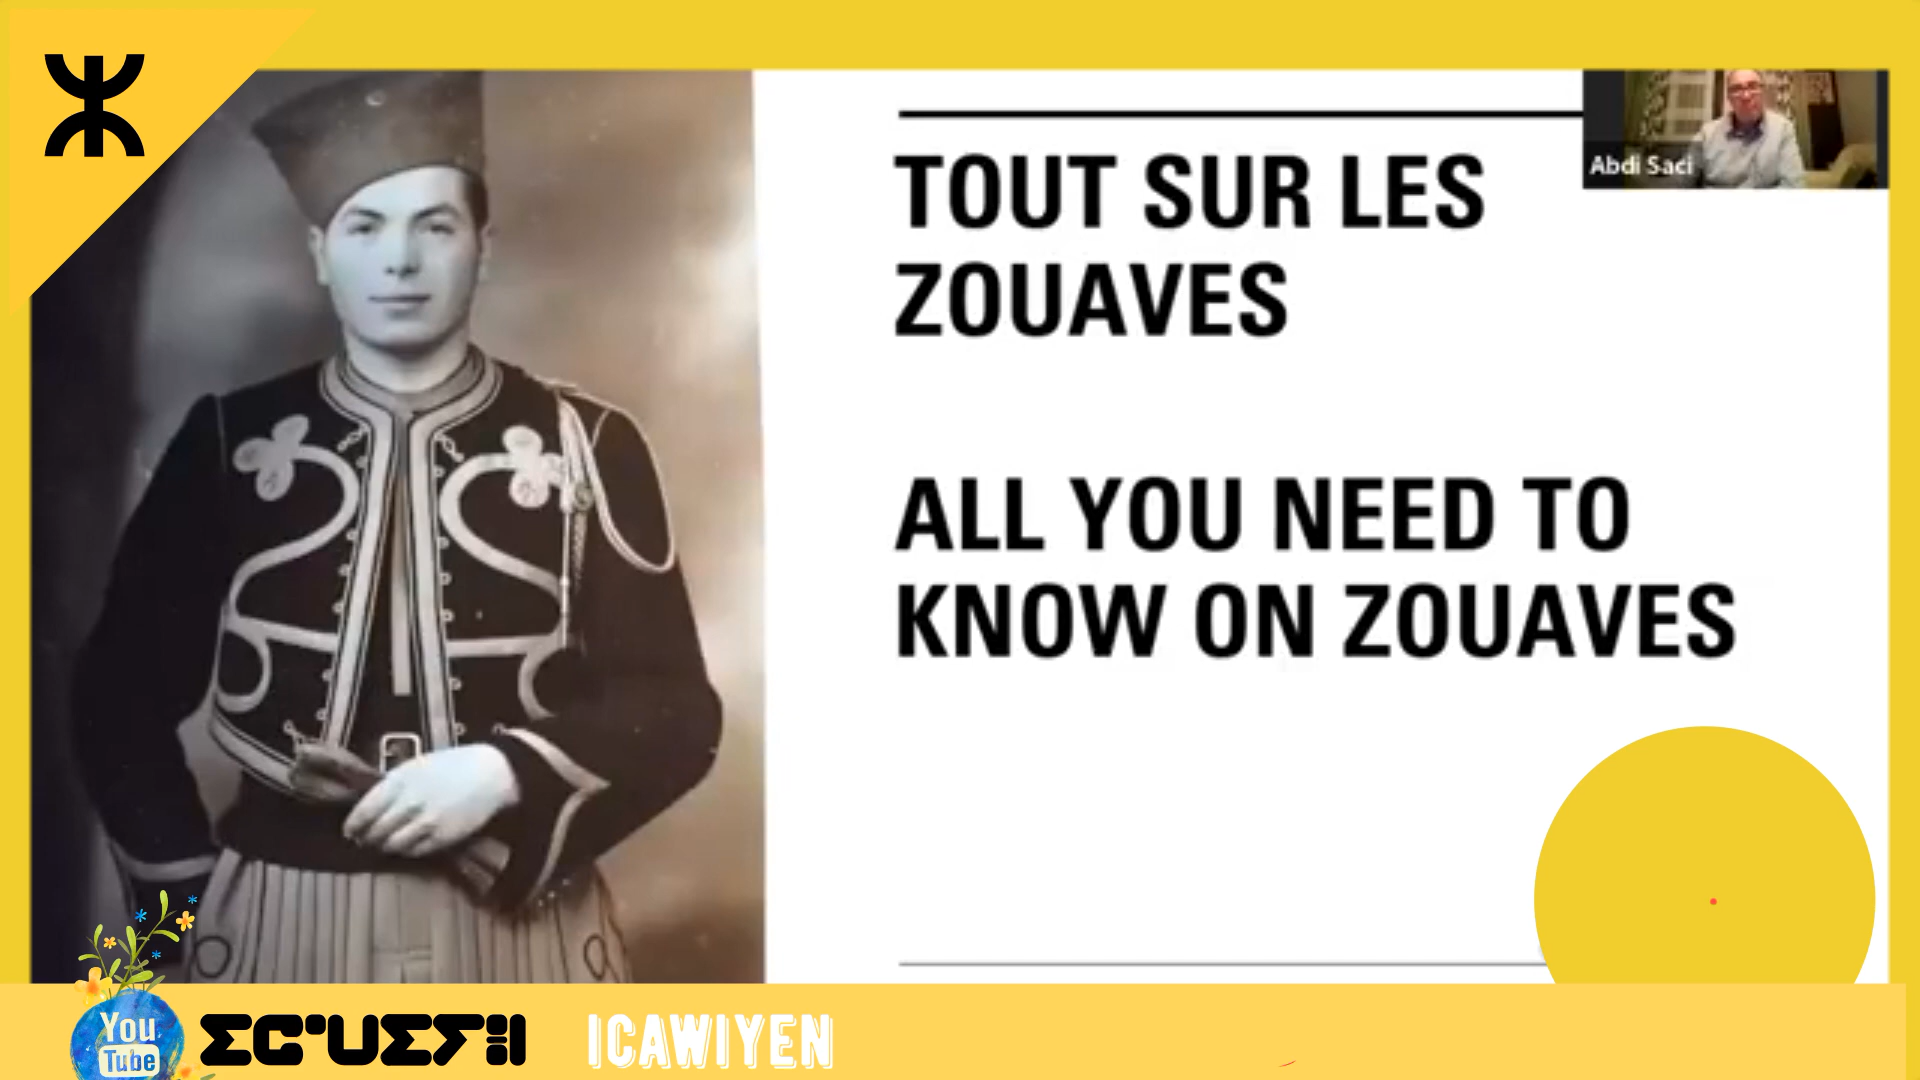 ⵣ
Abdi Saci
TOUT SUR LES
ZOUAVES
ALL YOU NEED TO
KNOW ON ZOUAVES
You
Tube
ICAWIYEN